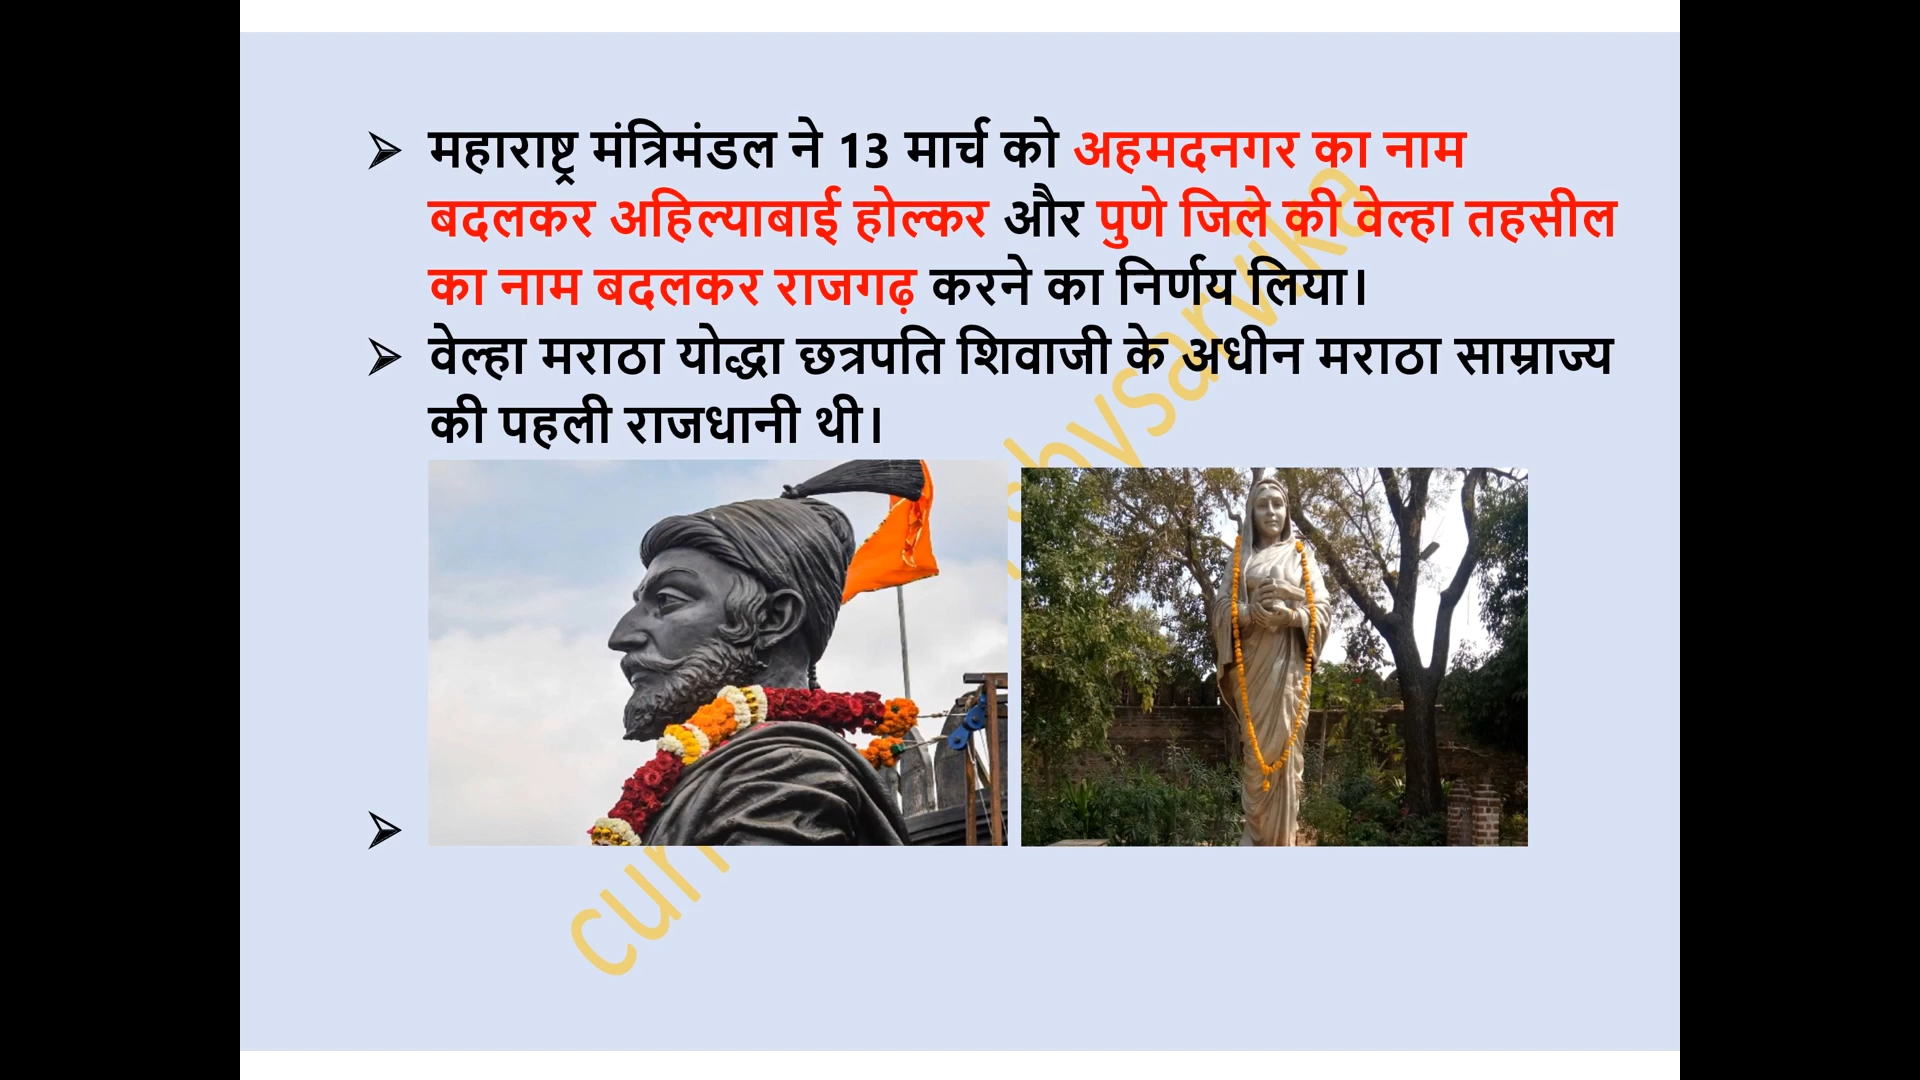 महाराष्ट्र मंत्रिमंडल ने 13 मार्च को अहमदनगर का नाम
बदलकर अहिल्याबाई होल्कर और पुणे जिले की वेल्हा तहसील
का नाम बदलकर राजगढ़ करने का निर्णय लिया।
वेल्हा मराठा योद्धा छत्रपति शिवाजी के अधीन मराठा साम्राज्य
की पहली राजधानी थी।